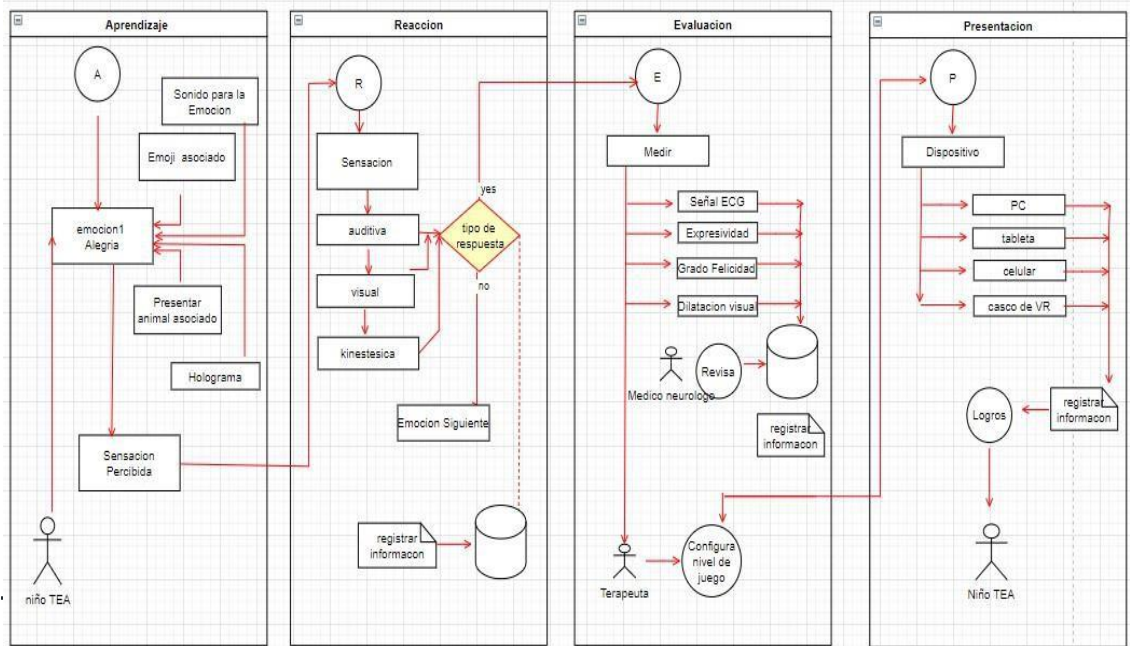 Aprendizaje
A
Sonido para la
Emocion
Emoji asociado
emocion1
Alegria
Presentar
animal asociado
Holograma
Sensacion
Percibida
niño TEA
Reaccion
R
Sensacion
auditiva
visual
kinestesica
yes
tipo de
respuesta
no
Emocion Siguiente
registrar
informacon
Evaluacion
E
Medir
Señal ECG
Expresividad
Grado Felicidad
Dilatacion visual
Medico neurologo
Revisa
registrar
informacon
Terapeuta
Configura
nivel de
juego
Presentacion
P
Dispositivo
PC
tableta
celular
casco de VR
registrar
informacon
Logros
Niño TEA